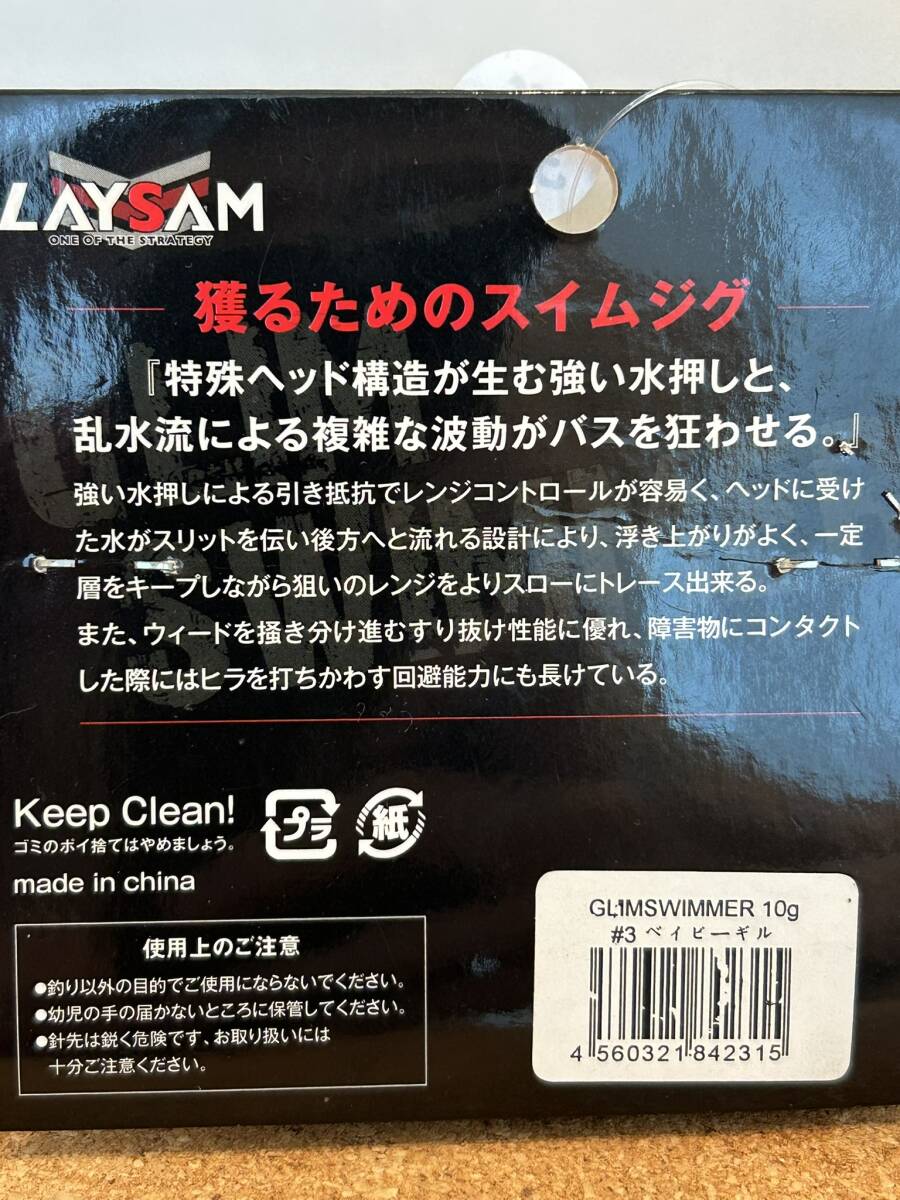 LAYSAM
ONE OF THE STRATEGY
獲るためのスイムジグ
『特殊ヘッド構造が生む強い水押しと、
乱水流による複雑な波動がバスを狂わせる。』
強い水押しによる引き抵抗でレンジコントロールが容易く、ヘッドに受け
た水がスリットを伝い後方へと流れる設計により、浮き上がりがよく、一定
層をキープしながら狙いのレンジをよりスローにトレース出来る。
また、ウィードを掻き分け進むすり抜け性能に優れ、障害物にコンタクト
した際にはヒラを打ちかわす回避能力にも長けている。
Keep Clean!
ゴミのポイ捨てはやめましょう。
プラ
紙
made in china
使用上のご注意
●釣り以外の目的でご使用にならないでください。
●幼児の手の届かないところに保管してください。
●針先は鋭く危険です、お取り扱いには
十分ご注意ください。
GLIMSWIMMER 10g
#3 ベイビーギル
4 560321 842315